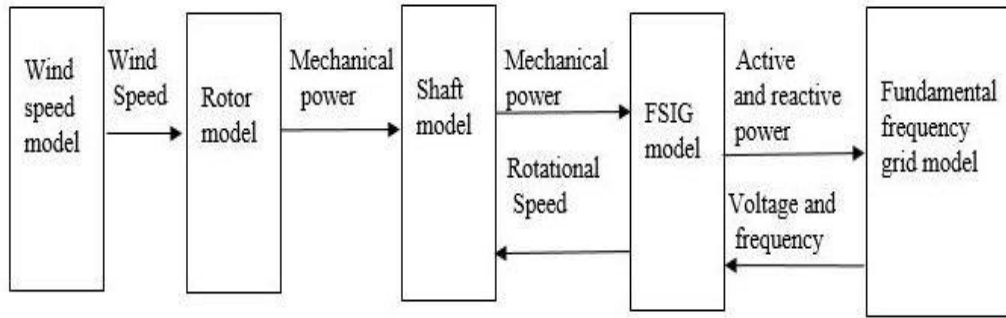 Wind
speed
model
Wind
Speed
Rotor
model
Mechanical
power
Shaft
model
Mechanical
power
Rotational
Speed
FSIG
model
Active
and reactive
power
Voltage and
frequency
Fundamental
frequency
grid model